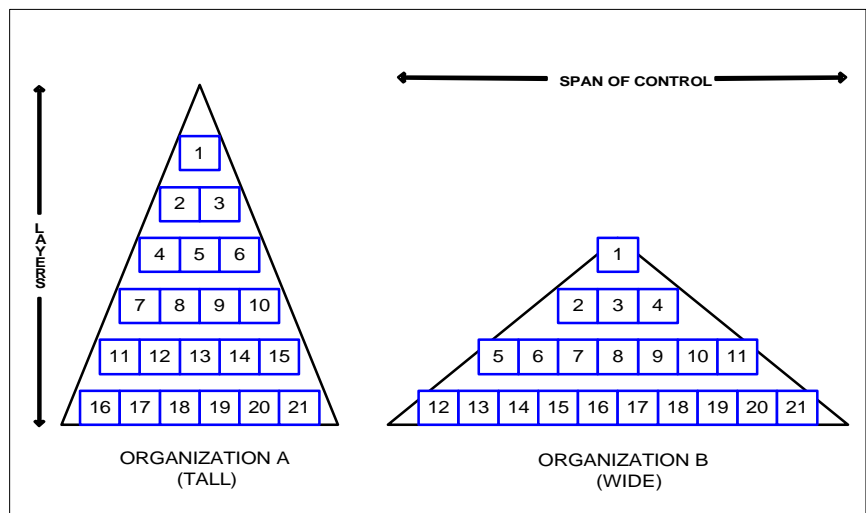 SPAN OF CONTROL
LAYERS
1
2 3
4 5 6
7 8 9 10
11 12 13 14 15
16 17 18 19 20 21
ORGANIZATION A
(TALL)
1
2 3 4
5 6 7 8 9 10 11
12 13 14 15 16 17 18 19 20 21
ORGANIZATION B
(WIDE)